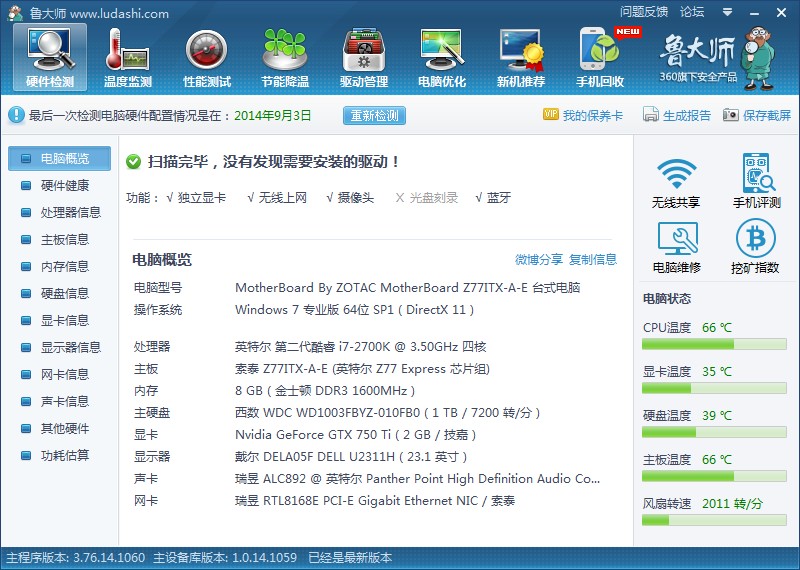 鲁大师 www.ludashi.com
问题反馈 论坛
硬件检测 温度监测 性能测试 节能降温 驱动管理 电脑优化 新机推荐 手机回收
NEW
鲁大师
360旗下安全产品
最后一次检测电脑硬件配置情况是在：2014年9月3日 重新检测
VIP 我的保养卡 生成报告 保存截屏
电脑概览
硬件健康
处理器信息
主板信息
内存信息
硬盘信息
显卡信息
显示器信息
网卡信息
声卡信息
其他硬件
功耗估算
扫描完毕，没有发现需要安装的驱动！
功能：√ 独立显卡 √ 无线上网 √ 摄像头 X 光盘刻录 √ 蓝牙
电脑概览 微博分享 复制信息
电脑型号 MotherBoard By ZOTAC MotherBoard Z77ITX-A-E 台式电脑
操作系统 Windows 7 专业版 64位 SP1 ( DirectX 11 )
处理器 英特尔 第二代酷睿 i7-2700K @ 3.50GHz 四核
主板 索泰 Z77ITX-A-E (英特尔 Z77 Express 芯片组)
内存 8 GB ( 金士顿 DDR3 1600MHz )
主硬盘 西数 WDC WD1003FBYZ-010FB0 ( 1 TB / 7200 转/分 )
显卡 Nvidia GeForce GTX 750 Ti ( 2 GB / 技嘉 )
显示器 戴尔 DELA05F DELL U2311H ( 23.1 英寸 )
声卡 瑞昱 ALC892 @ 英特尔 Panther Point High Definition Audio Co...
网卡 瑞昱 RTL8168E PCI-E Gigabit Ethernet NIC / 索泰
无线共享 手机评测
电脑维修 挖矿指数
电脑状态
CPU温度 66 ℃
显卡温度 35 ℃
硬盘温度 39 ℃
主板温度 66 ℃
风扇转速 2011 转/分
主程序版本: 3.76.14.1060 主设备库版本: 1.0.14.1059 已经是最新版本